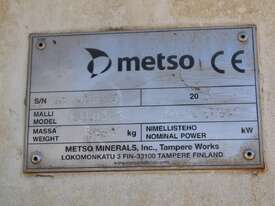 metso CE
S/N 20
MALLI
MODEL
MASSA kg NIMELLISTEHO kW
WEIGHT NOMINAL POWER
METSO MINERALS, Inc., Tampere Works
LOKOMONKATU 3 FIN-33100 TAMPERE FINLAND